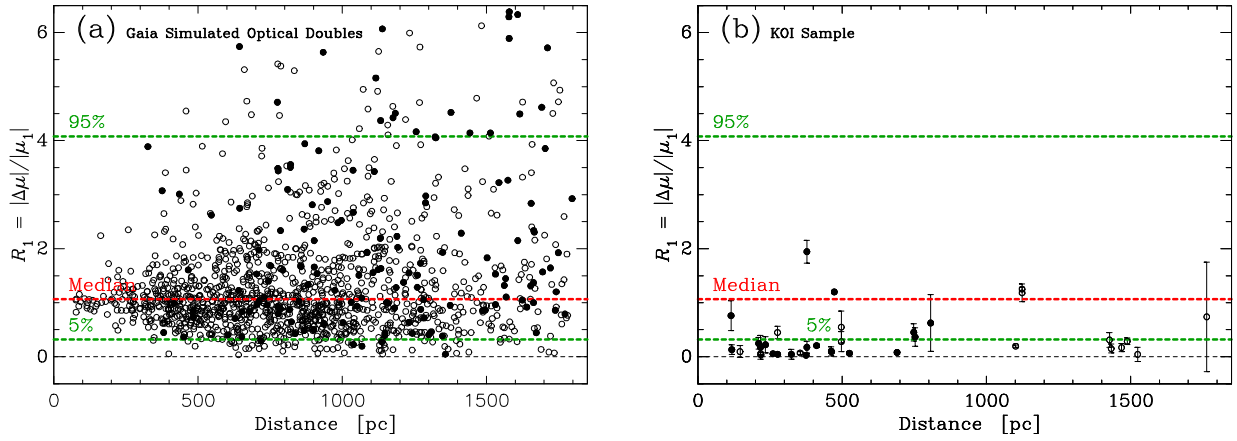 (a) Gaia Simulated Optical Doubles
6
95%
4
R₁ = |Δμ|/|μ₁|
2
Median
5%
0
0 500 1000 1500
Distance [pc]
(b) KOI Sample
6
95%
4
R₁ = |Δμ|/|μ₁|
2
Median
5%
0
0 500 1000 1500
Distance [pc]